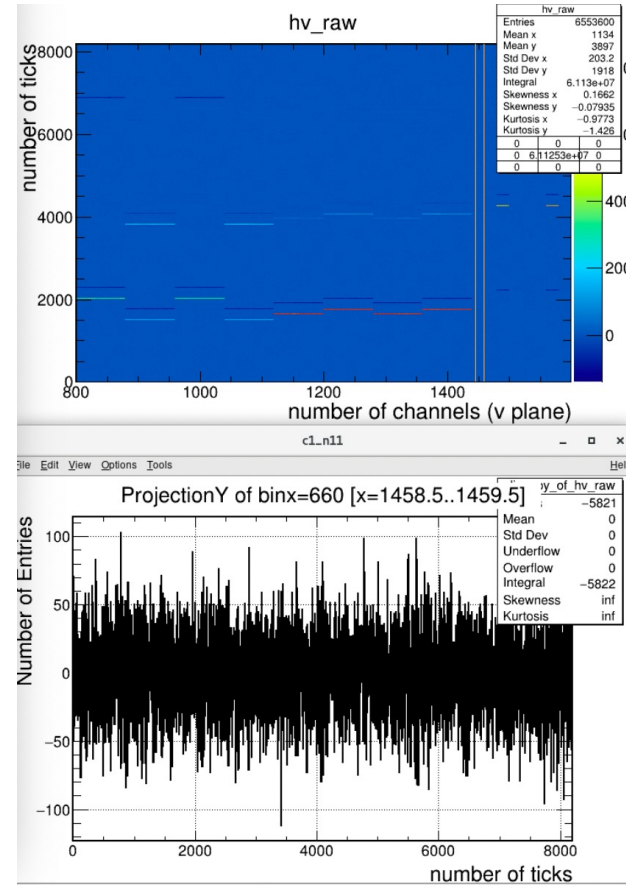 hv_raw
hv_raw
Entries 6553600
Mean x 1134
Mean y 3897
Std Dev x 203.2
Std Dev y 1918
Integral 6.113e+07
Skewness x 0.1662
Skewness y −0.07935
Kurtosis x −0.9773
Kurtosis y −1.426
0 0 0
0 6.11253e+07 0
0 0 0
number of ticks
8000
6000
4000
2000
0
400
200
0
800 1000 1200 1400
number of channels (v plane)
c1_n11
File Edit View Options Tools
ProjectionY of binx=660 [x=1458.5..1459.5]
y_of_hv_raw
−5821
Mean 0
Std Dev 0
Underflow 0
Overflow 0
Integral −5822
Skewness inf
Kurtosis inf
Number of Entries
100
50
0
−50
−100
0 2000 4000 6000 8000
number of ticks